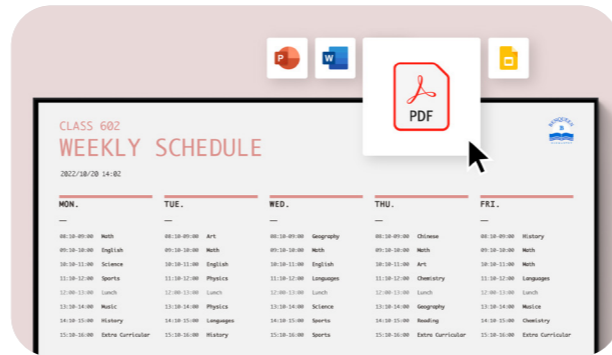 P
W
PDF
BENQUEEN
B
CLASS 602
WEEKLY SCHEDULE
2022/10/20 14:02
MON. TUE. WED. THU. FRI.
08:10-09:00 Math 08:10-09:00 Art 08:10-09:00 Geography 08:10-09:00 Chinese 08:10-09:00 History
09:10-10:00 English 09:10-10:00 Math 09:10-10:00 Math 09:10-10:00 Math 09:10-10:00 Math
10:10-11:00 Science 10:10-11:00 English 10:10-11:00 English 10:10-11:00 Art 10:10-11:00 Math
11:10-12:00 Sports 11:10-12:00 Physics 11:10-12:00 Languages 11:10-12:00 Chemistry 11:10-12:00 Languages
12:00-13:00 Lunch 12:00-13:00 Lunch 12:00-13:00 Lunch 12:00-13:00 Lunch 12:00-13:00 Lunch
13:10-14:00 Music 13:10-14:00 Physics 13:10-14:00 Science 13:10-14:00 Geography 13:10-14:00 Musice
14:10-15:00 History 14:10-15:00 Languages 14:10-15:00 Sports 14:10-15:00 Reading 14:10-15:00 Chemistry
15:10-16:00 Extra Curricular 15:10-16:00 History 15:10-16:00 Sports 15:10-16:00 Extra Curricular 15:10-16:00 Extra Curricular